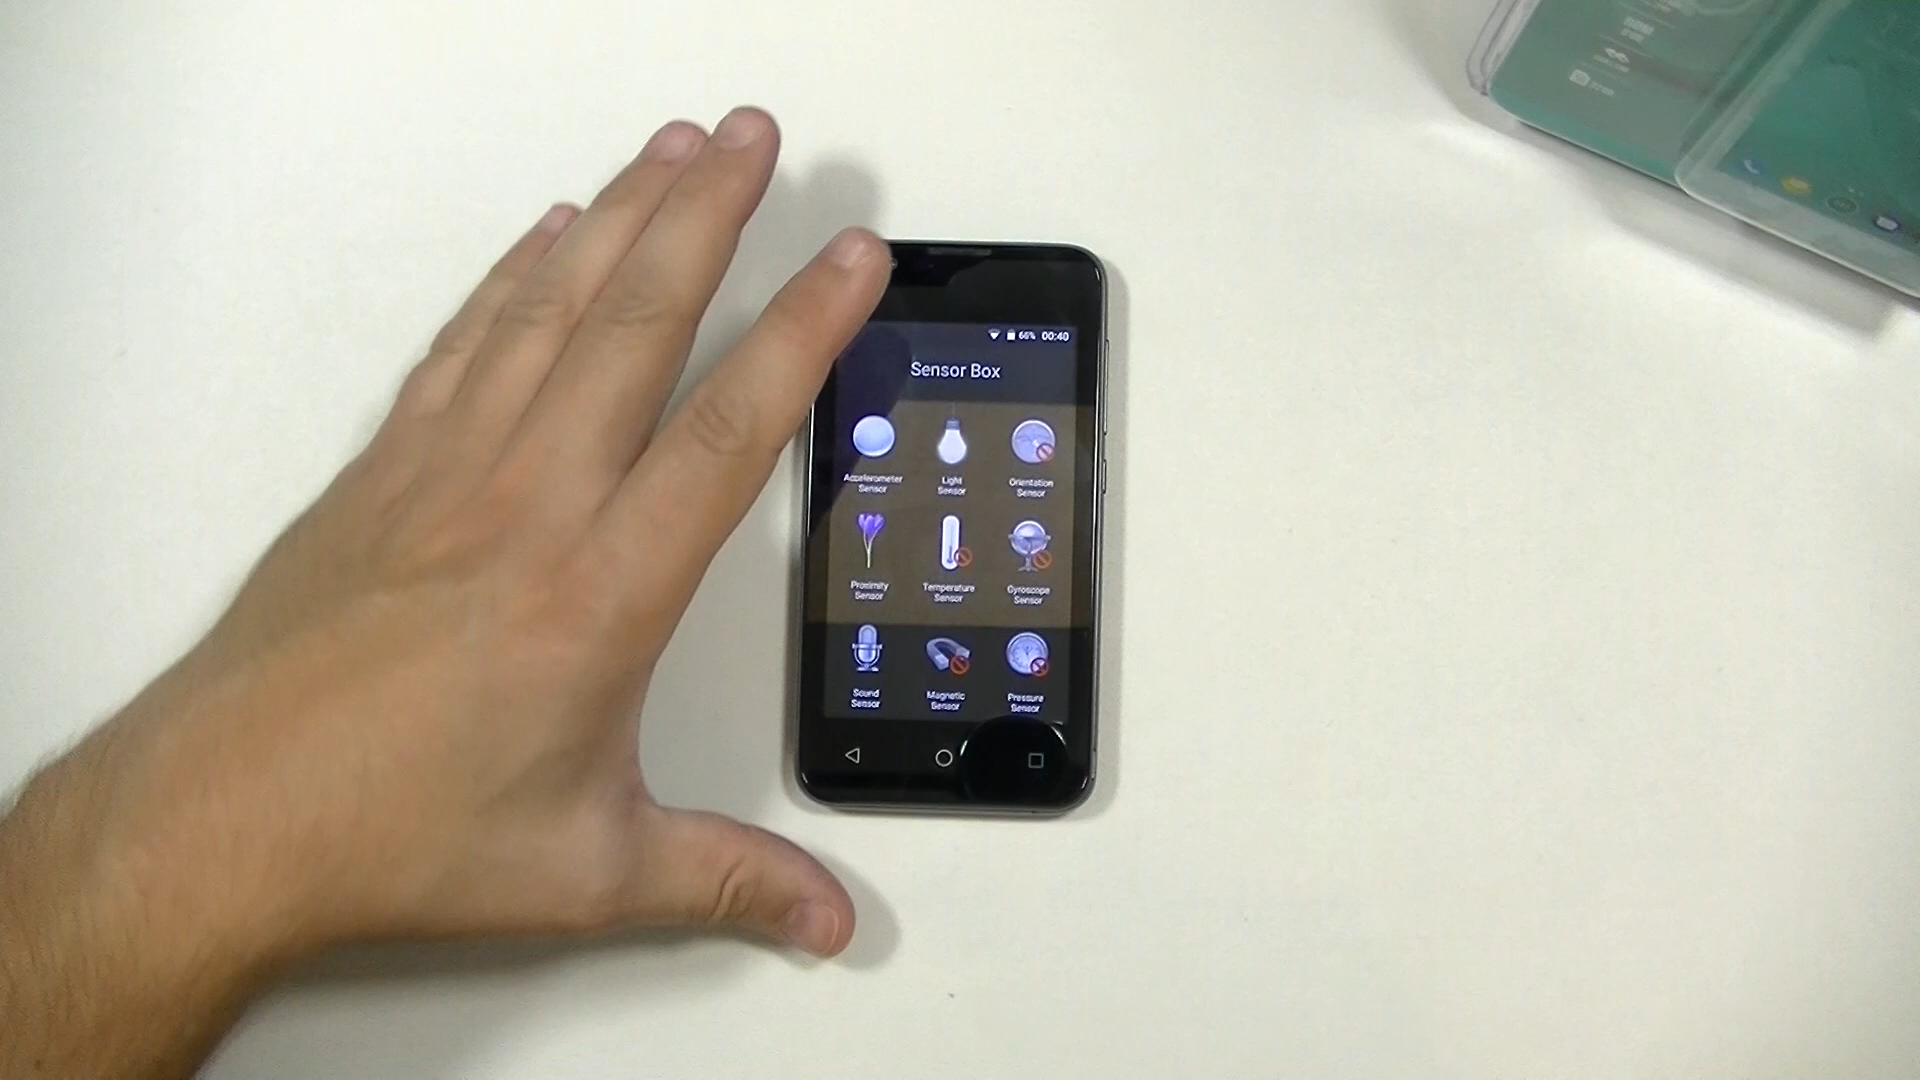 66% 00:40
Sensor Box
Accelerometer
Sensor
Light
Sensor
Orientation
Sensor
Proximity
Sensor
Temperature
Sensor
Gyroscope
Sensor
Sound
Sensor
Magnetic
Sensor
Pressure
Sensor